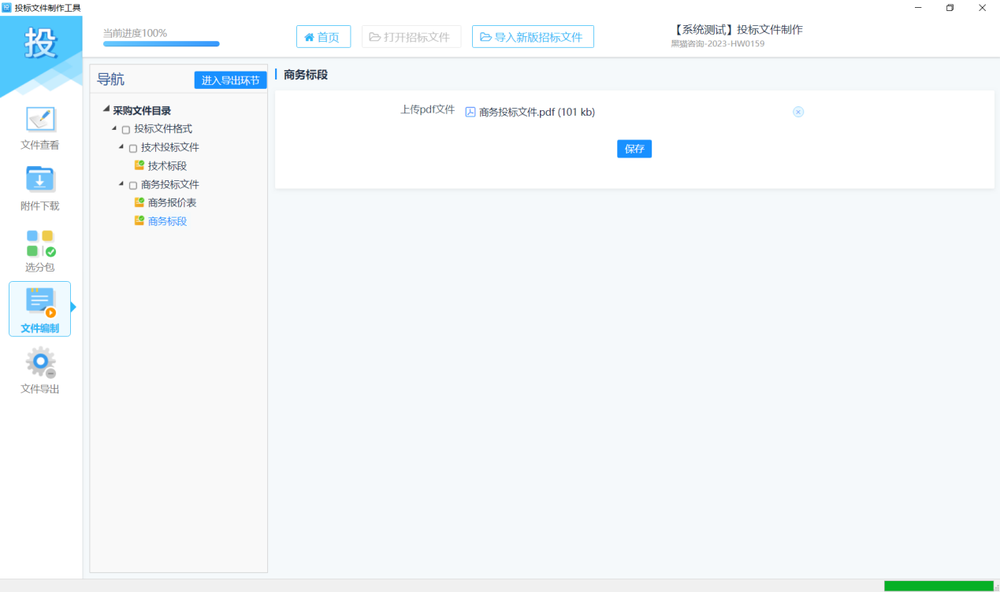 投标文件制作工具
投
当前进度100%
首页
打开招标文件
导入新版招标文件
【系统测试】投标文件制作
黑猫咨询-2023-HW0159
文件查看
附件下载
选分包
文件编制
文件导出
导航
进入导出环节
采购文件目录
投标文件格式
技术投标文件
技术标段
商务投标文件
商务报价表
商务标段
商务标段
上传pdf文件
商务投标文件.pdf (101 kb)
保存